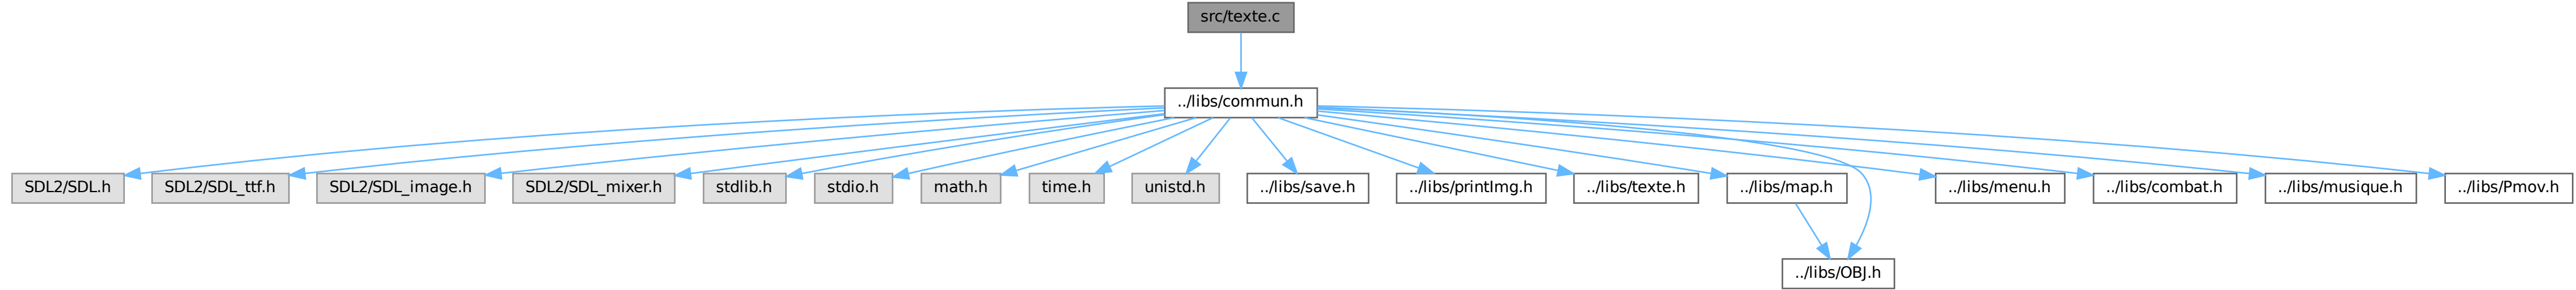 src/texte.c
../libs/commun.h
SDL2/SDL.h
SDL2/SDL_ttf.h
SDL2/SDL_image.h
SDL2/SDL_mixer.h
stdlib.h
stdio.h
math.h
time.h
unistd.h
../libs/save.h
../libs/printImg.h
../libs/texte.h
../libs/map.h
../libs/menu.h
../libs/combat.h
../libs/musique.h
../libs/Pmov.h
../libs/OBJ.h